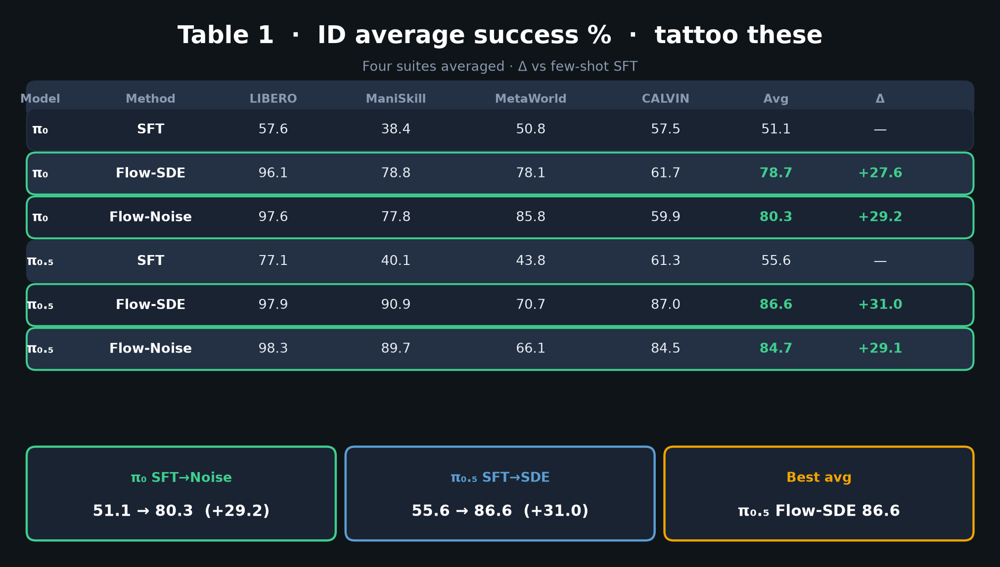 Table 1 · ID average success % · tattoo these
Four suites averaged · Δ vs few-shot SFT
Model Method LIBERO ManiSkill MetaWorld CALVIN Avg Δ
π₀ SFT 57.6 38.4 50.8 57.5 51.1 —
π₀ Flow-SDE 96.1 78.8 78.1 61.7 78.7 +27.6
π₀ Flow-Noise 97.6 77.8 85.8 59.9 80.3 +29.2
π₀.₅ SFT 77.1 40.1 43.8 61.3 55.6 —
π₀.₅ Flow-SDE 97.9 90.9 70.7 87.0 86.6 +31.0
π₀.₅ Flow-Noise 98.3 89.7 66.1 84.5 84.7 +29.1
π₀ SFT→Noise
51.1 → 80.3 (+29.2)
π₀.₅ SFT→SDE
55.6 → 86.6 (+31.0)
Best avg
π₀.₅ Flow-SDE 86.6